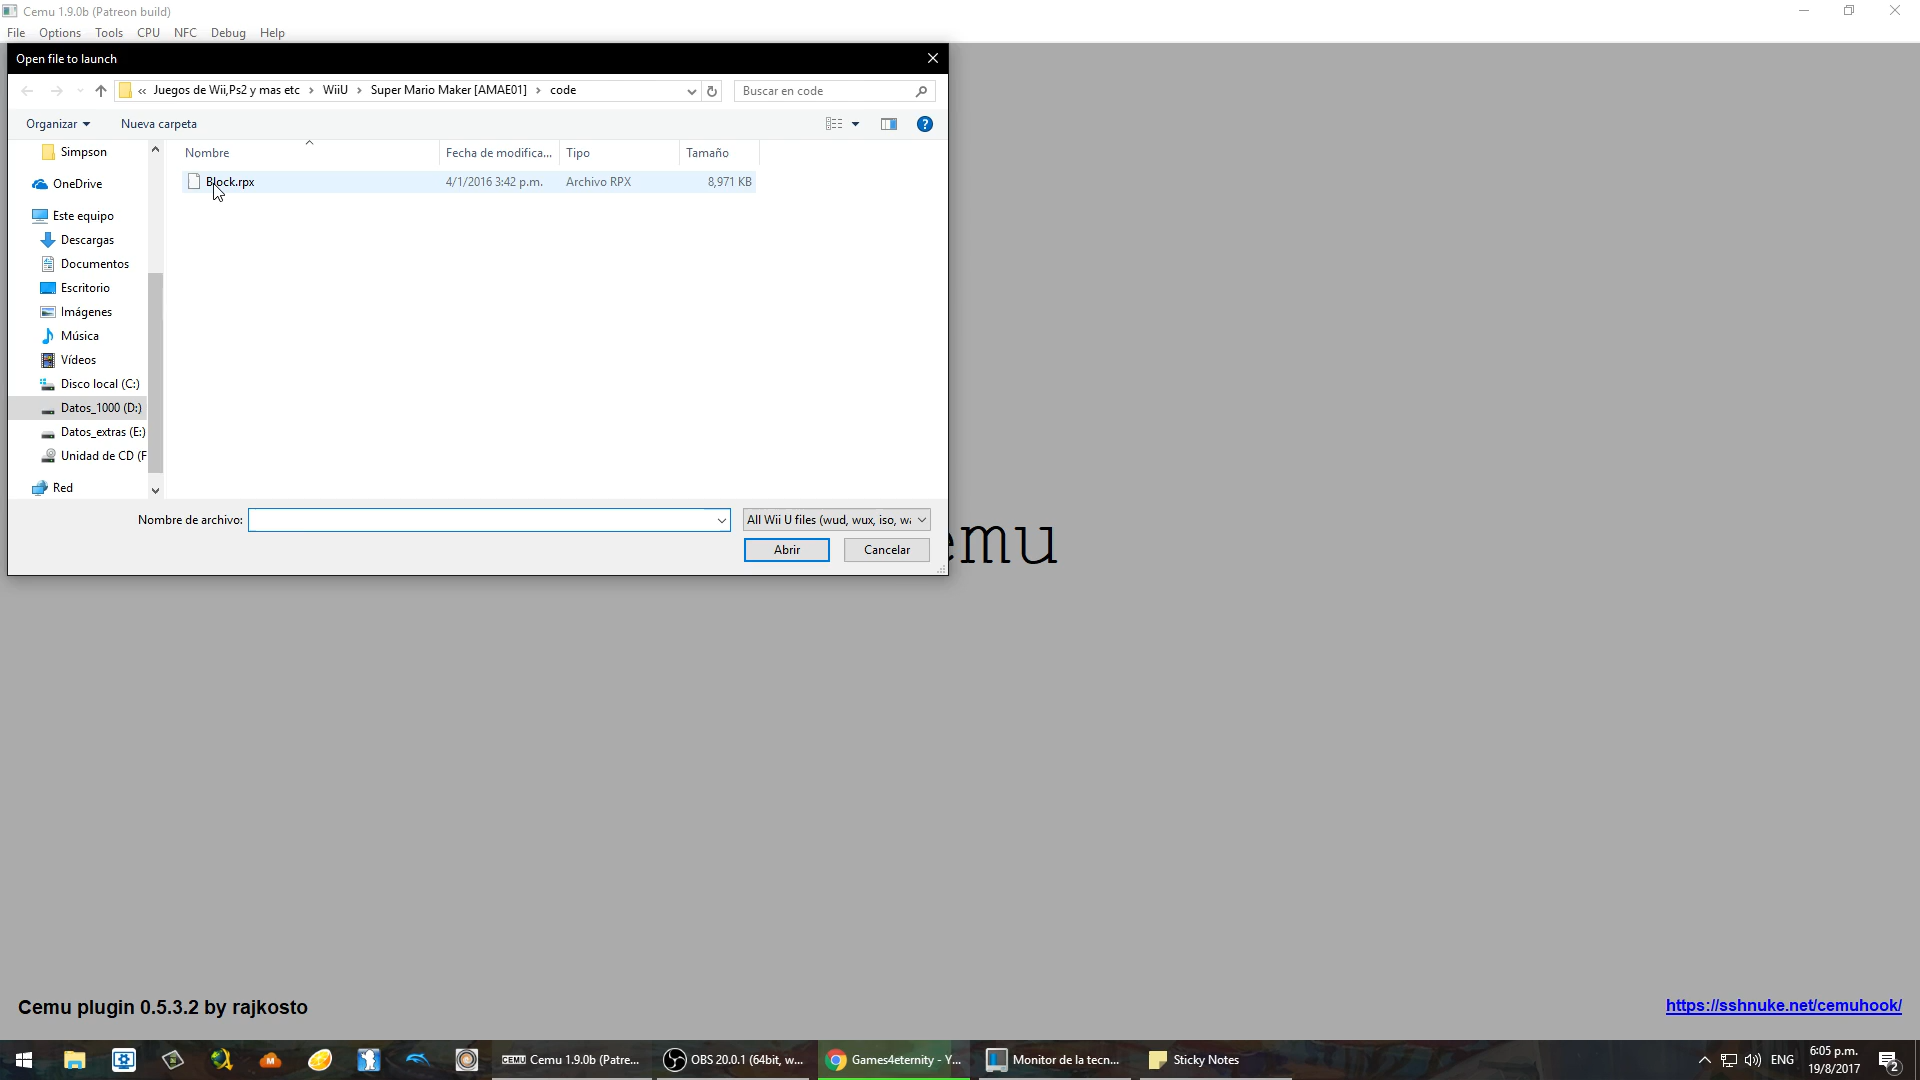 Cemu 1.9.0b (Patreon build)
File Options Tools CPU NFC Debug Help
Open file to launch
« Juegos de Wii,Ps2 y mas etc › WiiU › Super Mario Maker [AMAE01] › code
Buscar en code
Organizar Nueva carpeta
Simpson
OneDrive
Este equipo
Descargas
Documentos
Escritorio
Imágenes
Música
Vídeos
Disco local (C:)
Datos_1000 (D:)
Datos_extras (E:)
Unidad de CD (F
Red
Nombre Fecha de modifica... Tipo Tamaño
Block.rpx 4/1/2016 3:42 p.m. Archivo RPX 8,971 KB
Nombre de archivo:
All Wii U files (wud, wux, iso, wa
Abrir Cancelar
emu
Cemu plugin 0.5.3.2 by rajkosto
https://sshnuke.net/cemuhook/
CEMU Cemu 1.9.0b (Patre...
OBS 20.0.1 (64bit, w...
Games4eternity - Y...
Monitor de la tecn...
Sticky Notes
ENG
6:05 p.m.
19/8/2017
2